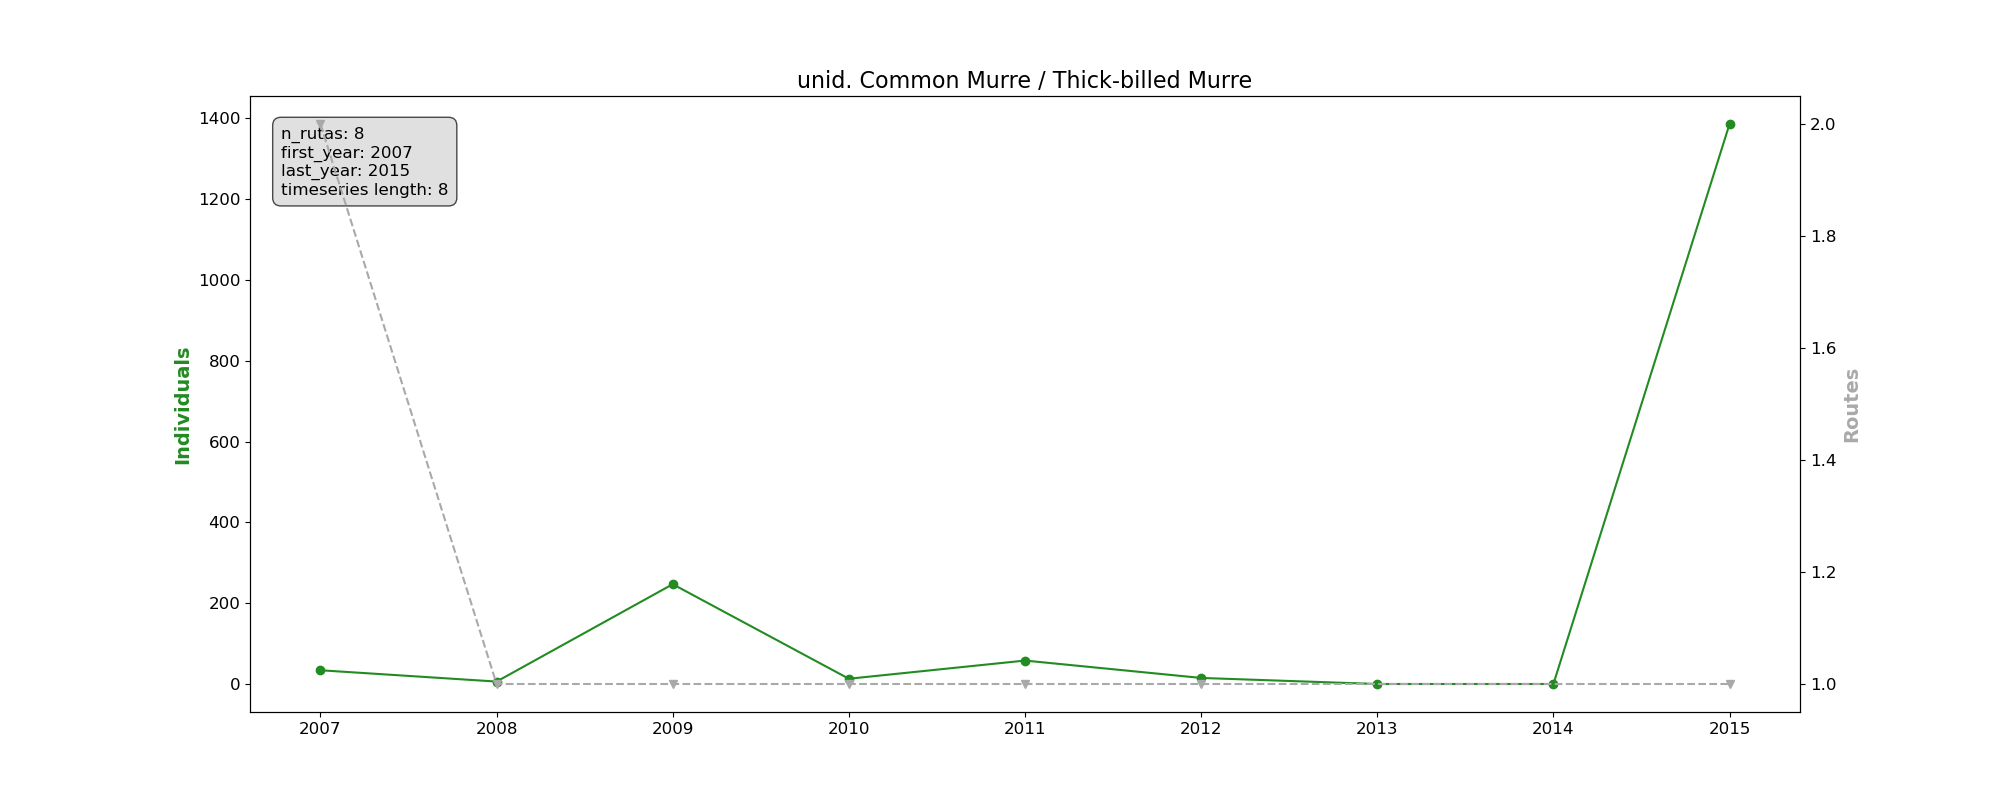 unid. Common Murre / Thick-billed Murre
n_rutas: 8
first_year: 2007
last_year: 2015
timeseries length: 8
1400
1200
1000
800
600
400
200
0
Individuals
2.0
1.8
1.6
1.4
1.2
1.0
Routes
2007 2008 2009 2010 2011 2012 2013 2014 2015